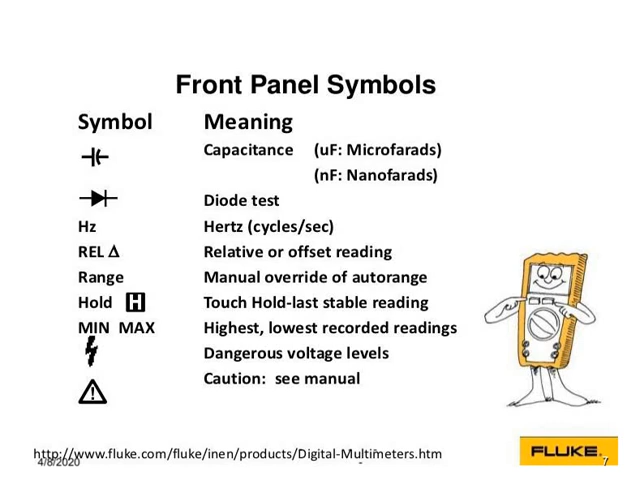 Front Panel Symbols
Symbol Meaning
Capacitance (uF: Microfarads)
(nF: Nanofarads)
Diode test
Hz Hertz (cycles/sec)
REL Δ Relative or offset reading
Range Manual override of autorange
Hold H Touch Hold-last stable reading
MIN MAX Highest, lowest recorded readings
Dangerous voltage levels
! Caution: see manual
http://www.fluke.com/fluke/inen/products/Digital-Multimeters.htm
4/8/2020
FLUKE.
7